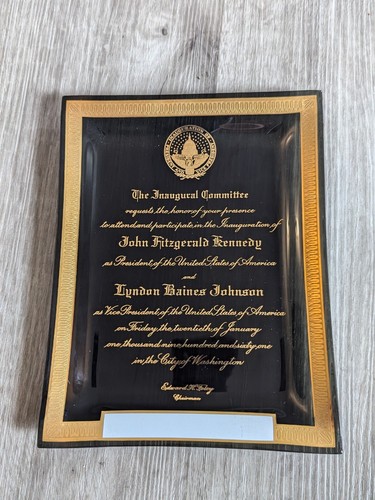 The Inaugural Committee
requests the honor of your presence
to attend and participate in the Inauguration of
John Fitzgerald Kennedy
as President of the United States of America
and
Lyndon Baines Johnson
as Vice President of the United States of America
on Friday the twentieth of January
one thousand nine hundred and sixty one
in the City of Washington
Edward H. Foley
Chairman